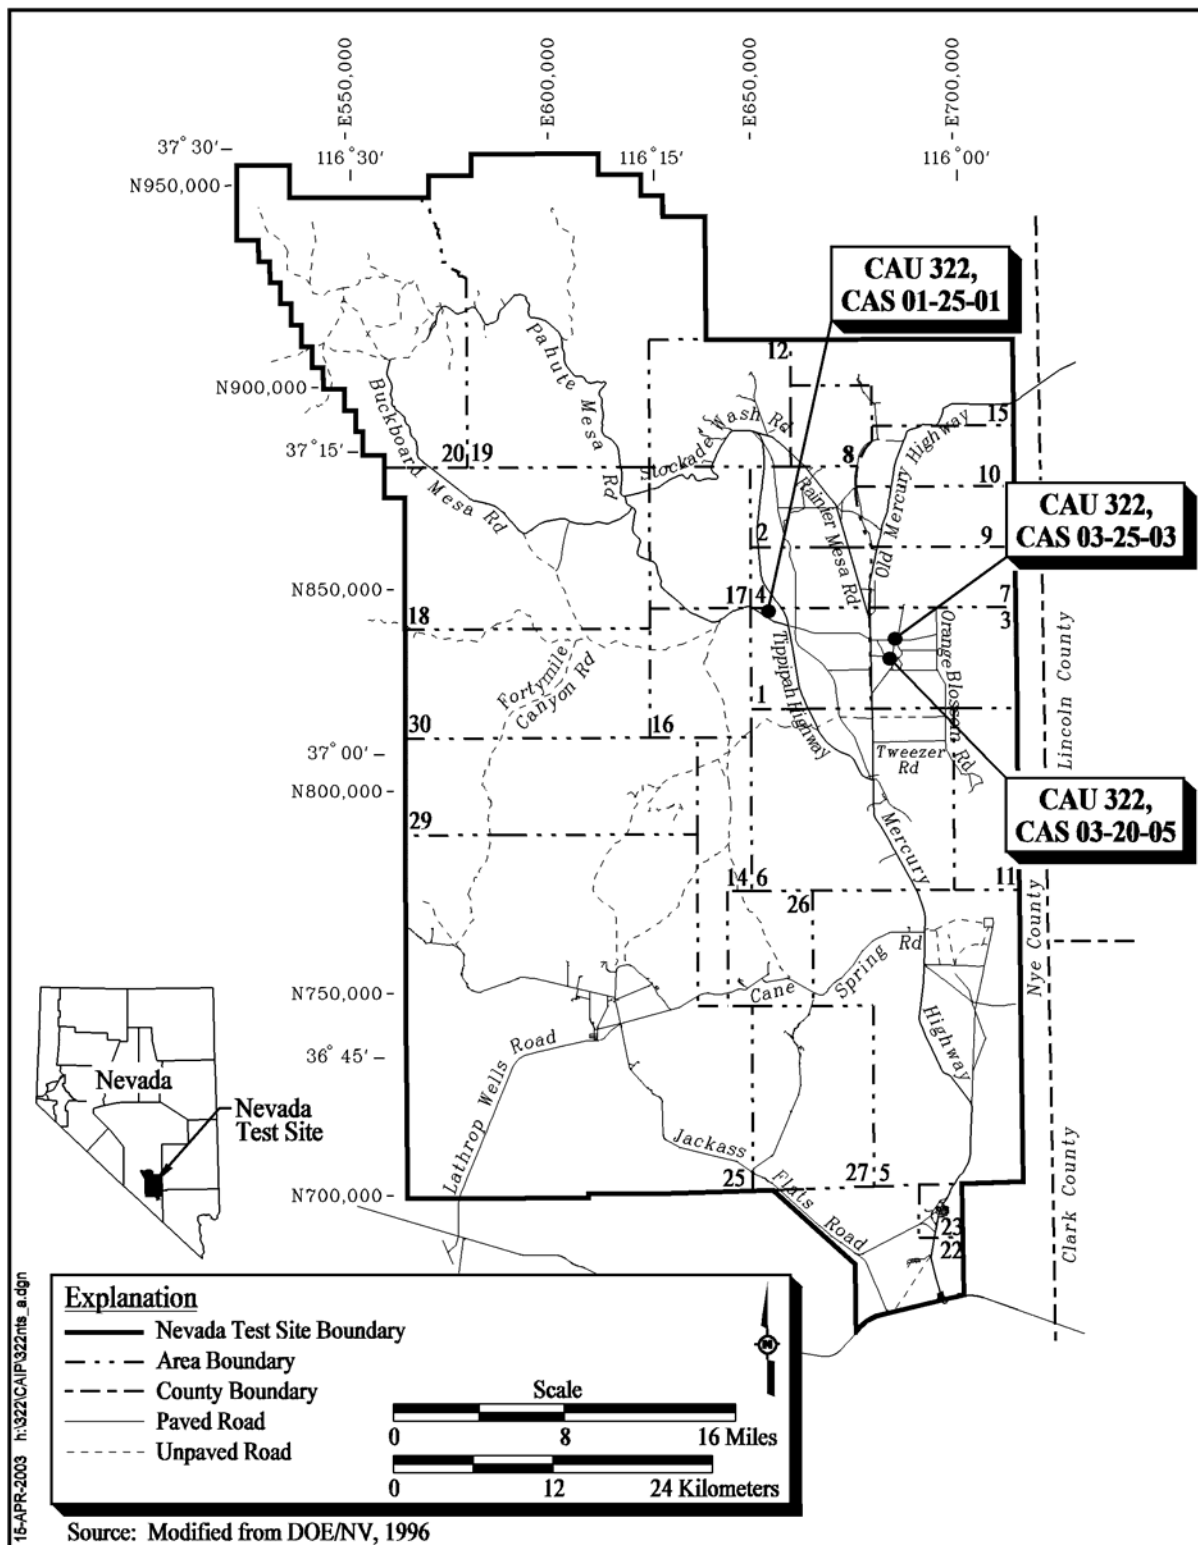 E550,000
E600,000
E650,000
E700,000
37° 30'
116° 30'
116° 15'
116° 00'
N950,000
CAU 322,
CAS 01-25-01
12
Pahute Mesa Rd
N900,000
Buckboard Mesa Rd
Stockade Wash Rd
15
Old Mercury Highway
37° 15'
20
19
8
10
Rainier Mesa Rd
CAU 322,
CAS 03-25-03
2
9
N850,000
17
4
7
18
3
Orange Blossom Rd
Lincoln County
Tippipah Highway
Fortymile
Canyon Rd
1
30
16
37° 00'
Tweezer
Rd
N800,000
CAU 322,
CAS 03-20-05
29
Mercury
14
6
11
26
Nye County
Cane Spring Rd
N750,000
Highway
36° 45'
Lathrop Wells Road
Nevada
Nevada
Test Site
Jackass Flats Road
Clark County
25
27
5
N700,000
23
22
Explanation
Nevada Test Site Boundary
Area Boundary
County Boundary
Paved Road
Unpaved Road
N
Scale
0
8
16 Miles
0
12
24 Kilometers
15-APR-2003 h:\322\CAIP\322nts_a.dgn
Source: Modified from DOE/NV, 1996